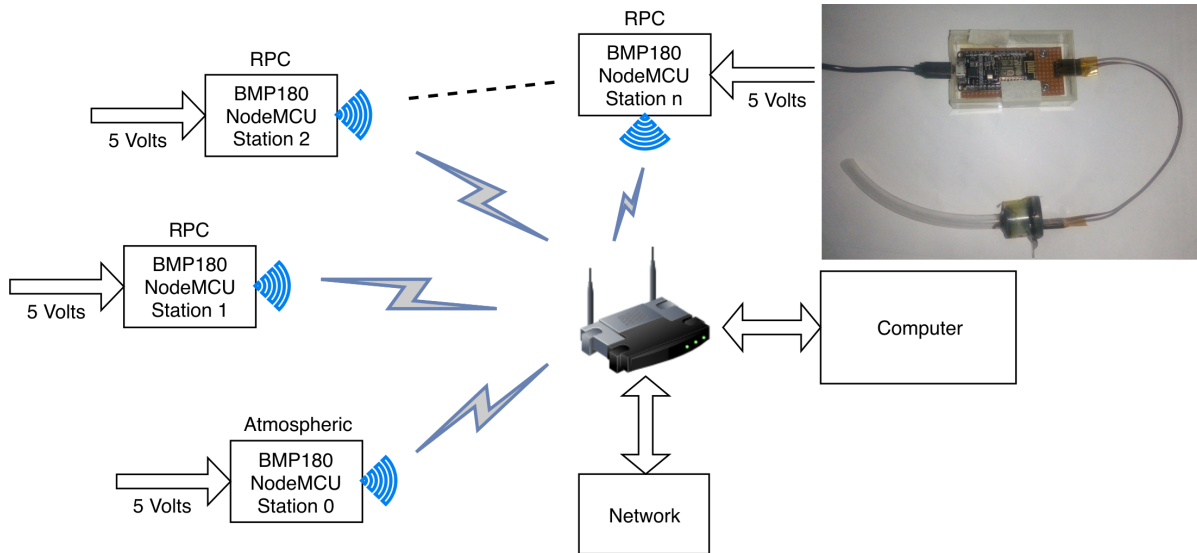 RPC
BMP180
NodeMCU
Station n
5 Volts
RPC
BMP180
NodeMCU
Station 2
5 Volts
RPC
BMP180
NodeMCU
Station 1
5 Volts
Computer
Atmospheric
BMP180
NodeMCU
Station 0
5 Volts
Network